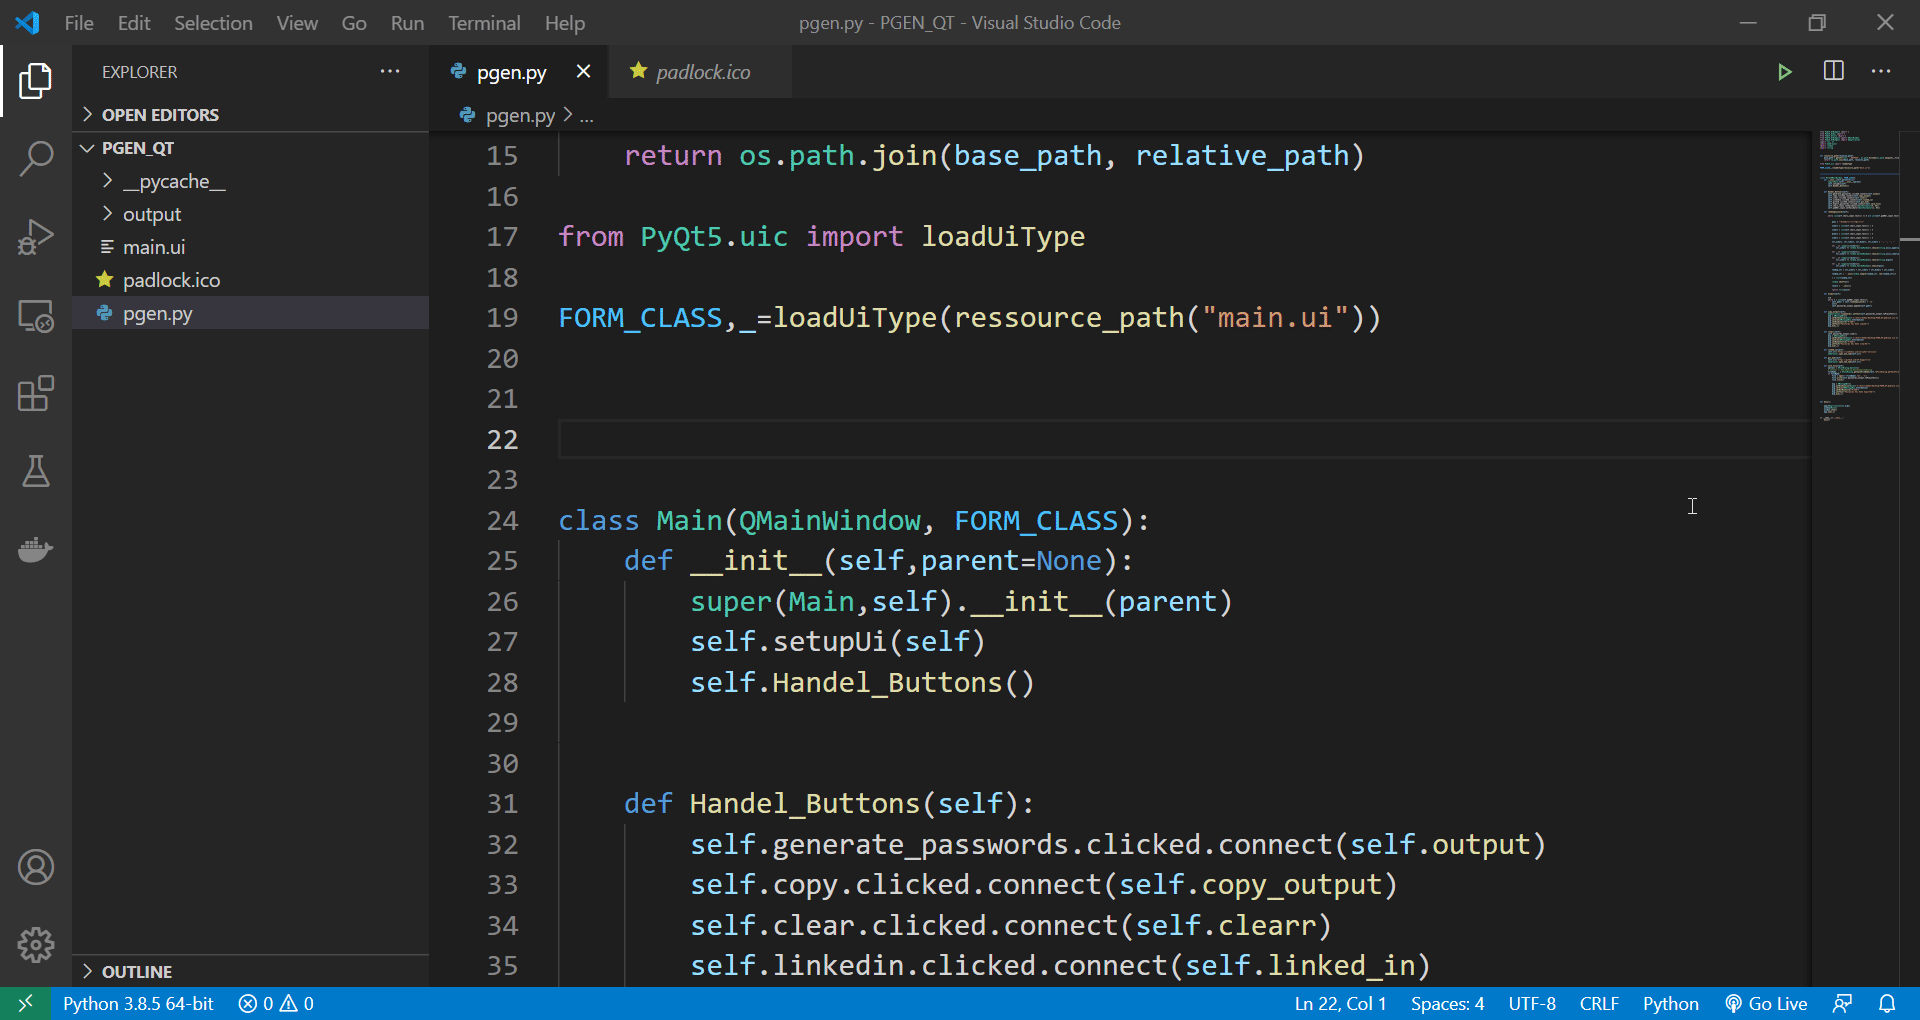 File Edit Selection View Go Run Terminal Help pgen.py - PGEN_QT - Visual Studio Code
EXPLORER ...
OPEN EDITORS
PGEN_QT
__pycache__
output
main.ui
padlock.ico
pgen.py
OUTLINE
pgen.py padlock.ico
pgen.py > ...
15 return os.path.join(base_path, relative_path)
16
17 from PyQt5.uic import loadUiType
18
19 FORM_CLASS,_=loadUiType(ressource_path("main.ui"))
20
21
22
23
24 class Main(QMainWindow, FORM_CLASS):
25 def __init__(self,parent=None):
26 super(Main,self).__init__(parent)
27 self.setupUi(self)
28 self.Handel_Buttons()
29
30
31 def Handel_Buttons(self):
32 self.generate_passwords.clicked.connect(self.output)
33 self.copy.clicked.connect(self.copy_output)
34 self.clear.clicked.connect(self.clearr)
35 self.linkedin.clicked.connect(self.linked_in)
Python 3.8.5 64-bit 0 0 Ln 22, Col 1 Spaces: 4 UTF-8 CRLF Python Go Live